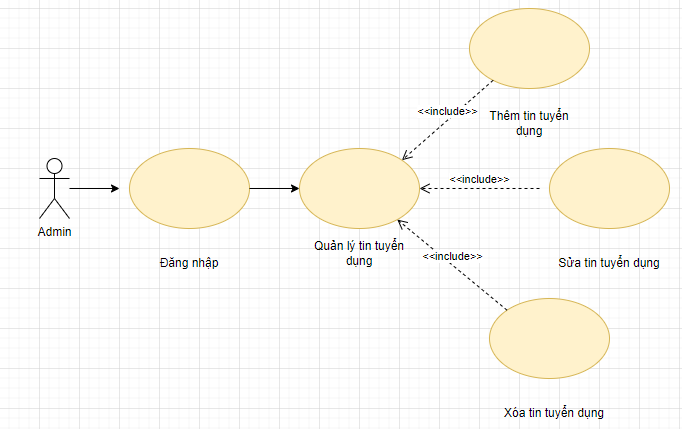 <<include>>
Thêm tin tuyển
dụng
<<include>>
Admin
Đăng nhập
Quản lý tin tuyển
dụng
<<include>>
Sửa tin tuyển dụng
Xóa tin tuyển dụng